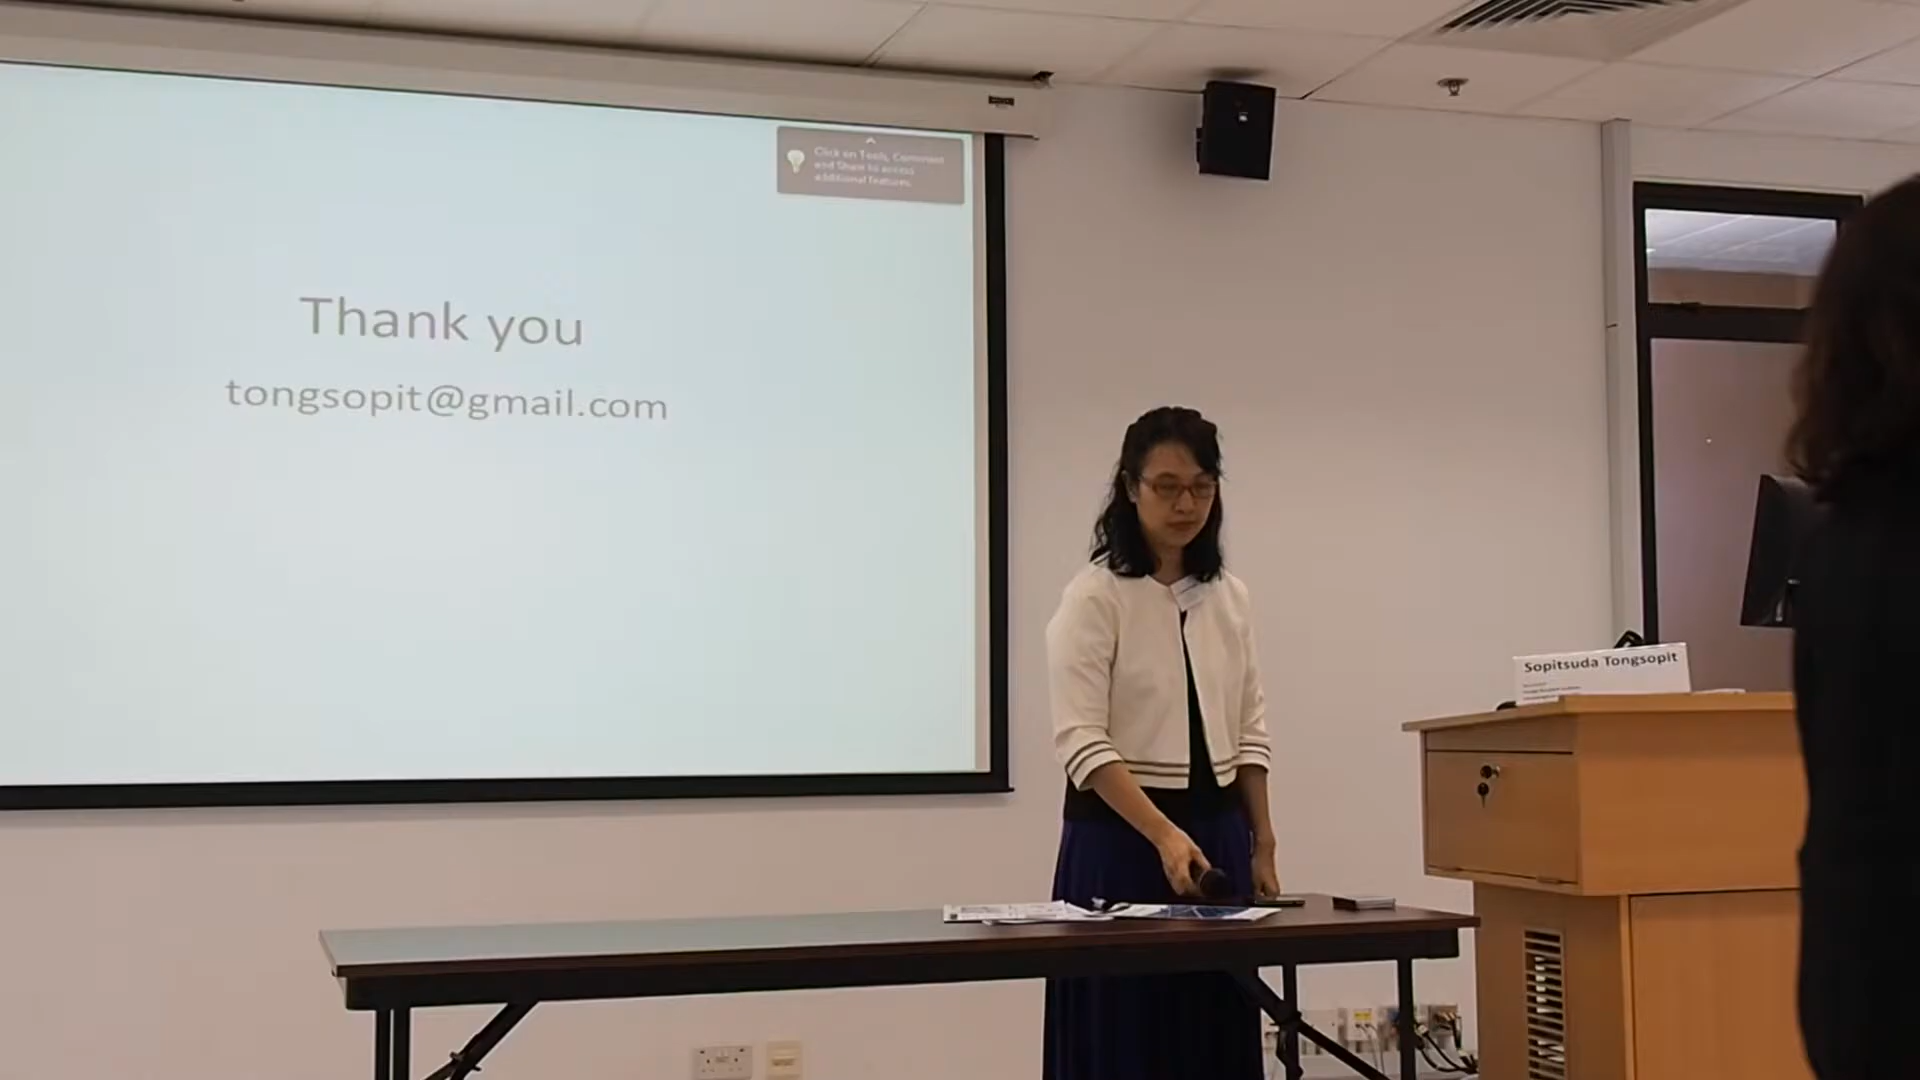 Click on Tools, Comment
and Share to access
additional features.
Thank you
tongsopit@gmail.com
Sopitsuda Tongsopit